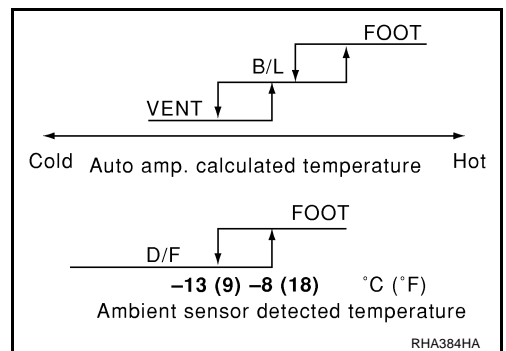 FOOT
B/L
VENT
Cold Auto amp. calculated temperature Hot
FOOT
D/F
–13 (9) –8 (18) °C (°F)
Ambient sensor detected temperature
RHA384HA